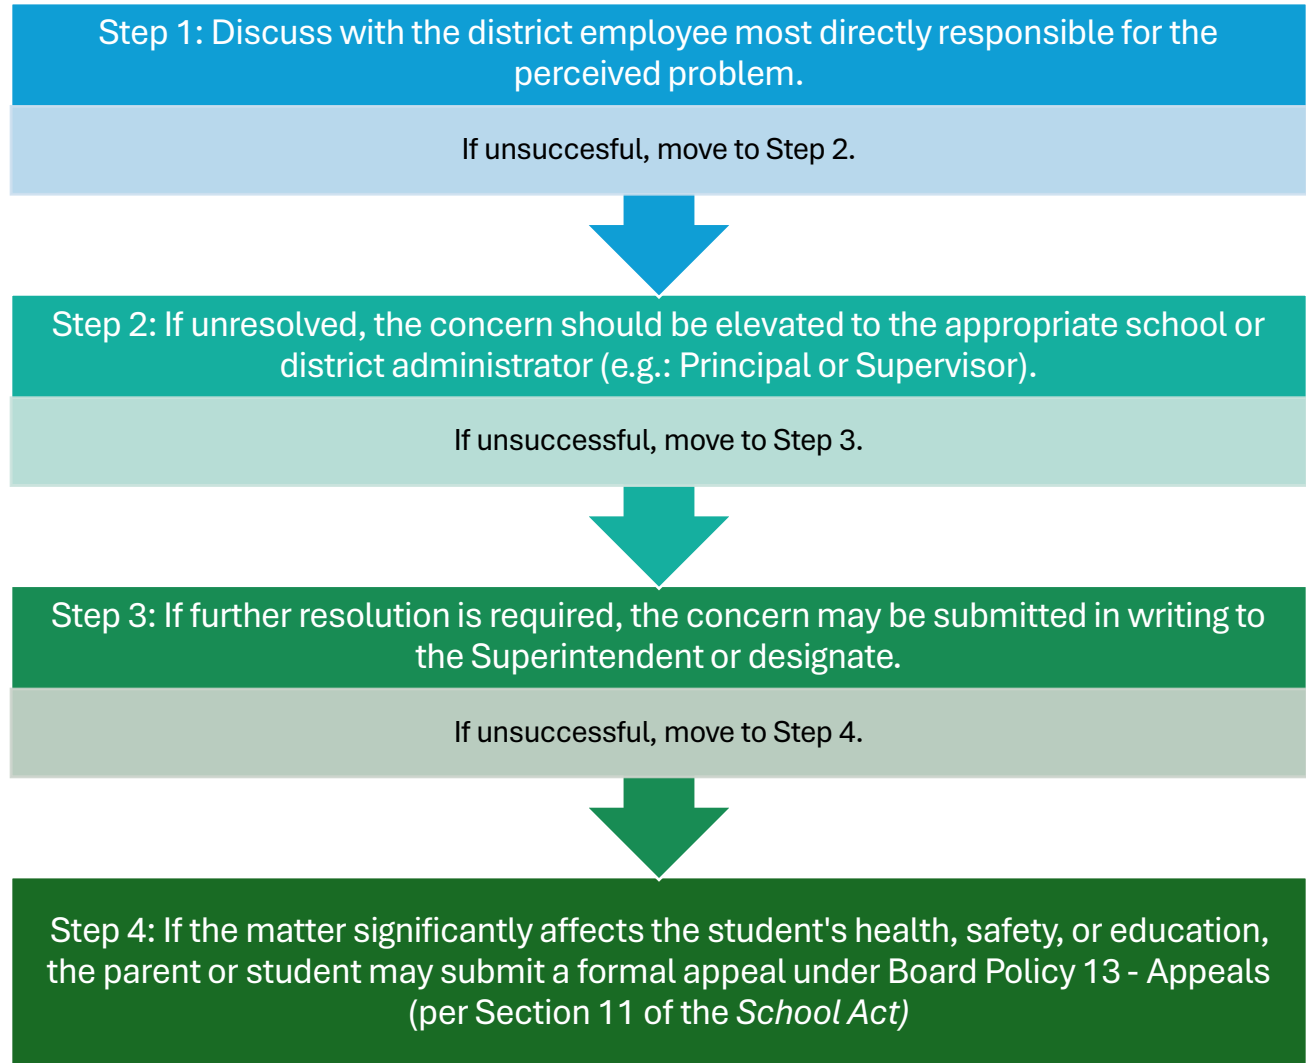 Step 1: Discuss with the district employee most directly responsible for the
perceived problem.
If unsuccesful, move to Step 2.
Step 2: If unresolved, the concern should be elevated to the appropriate school or
district administrator (e.g.: Principal or Supervisor).
If unsuccessful, move to Step 3.
Step 3: If further resolution is required, the concern may be submitted in writing to
the Superintendent or designate.
If unsuccessful, move to Step 4.
Step 4: If the matter significantly affects the student's health, safety, or education,
the parent or student may submit a formal appeal under Board Policy 13 - Appeals
(per Section 11 of the School Act)